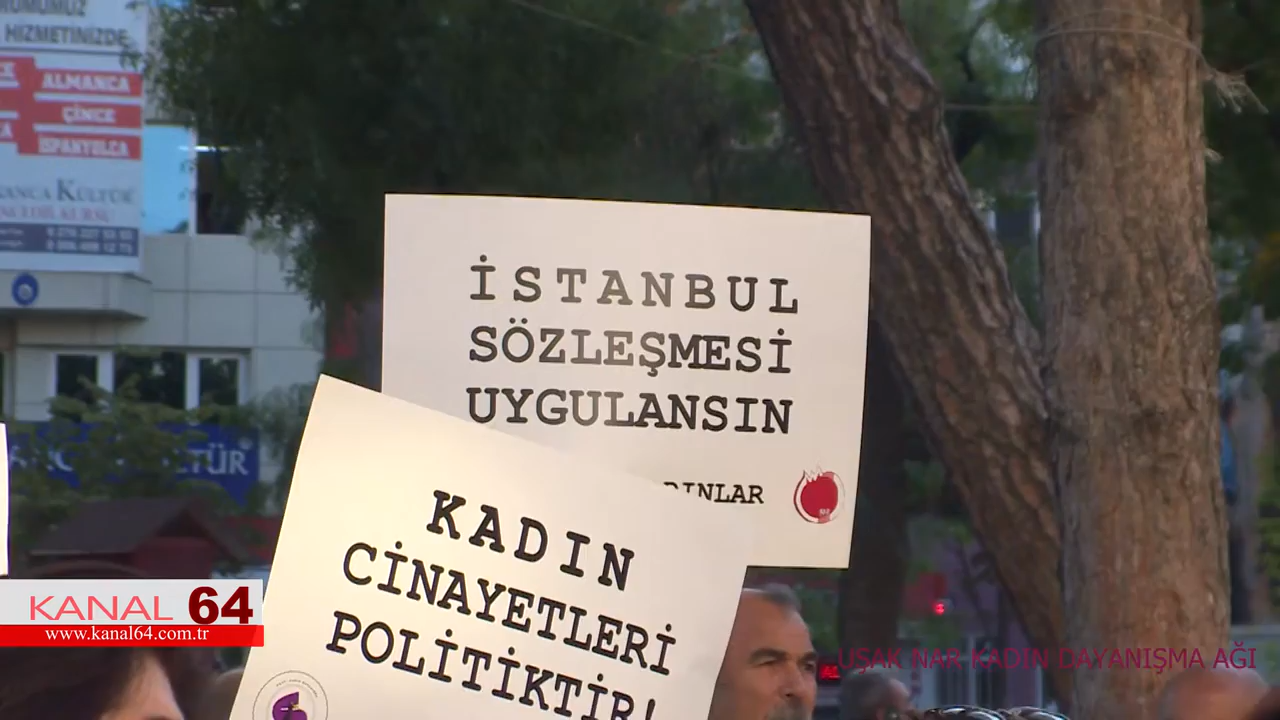 HİZMETİNİZDE
ALMANCA
ÇİNCE
İSPANYOLCA
İSTANBUL
SÖZLEŞMESİ
UYGULANSIN
KADIN
CİNAYETLERİ
POLİTİKTİR!
KANAL 64
www.kanal64.com.tr
UŞAK NAR KADIN DAYANIŞMA AĞI